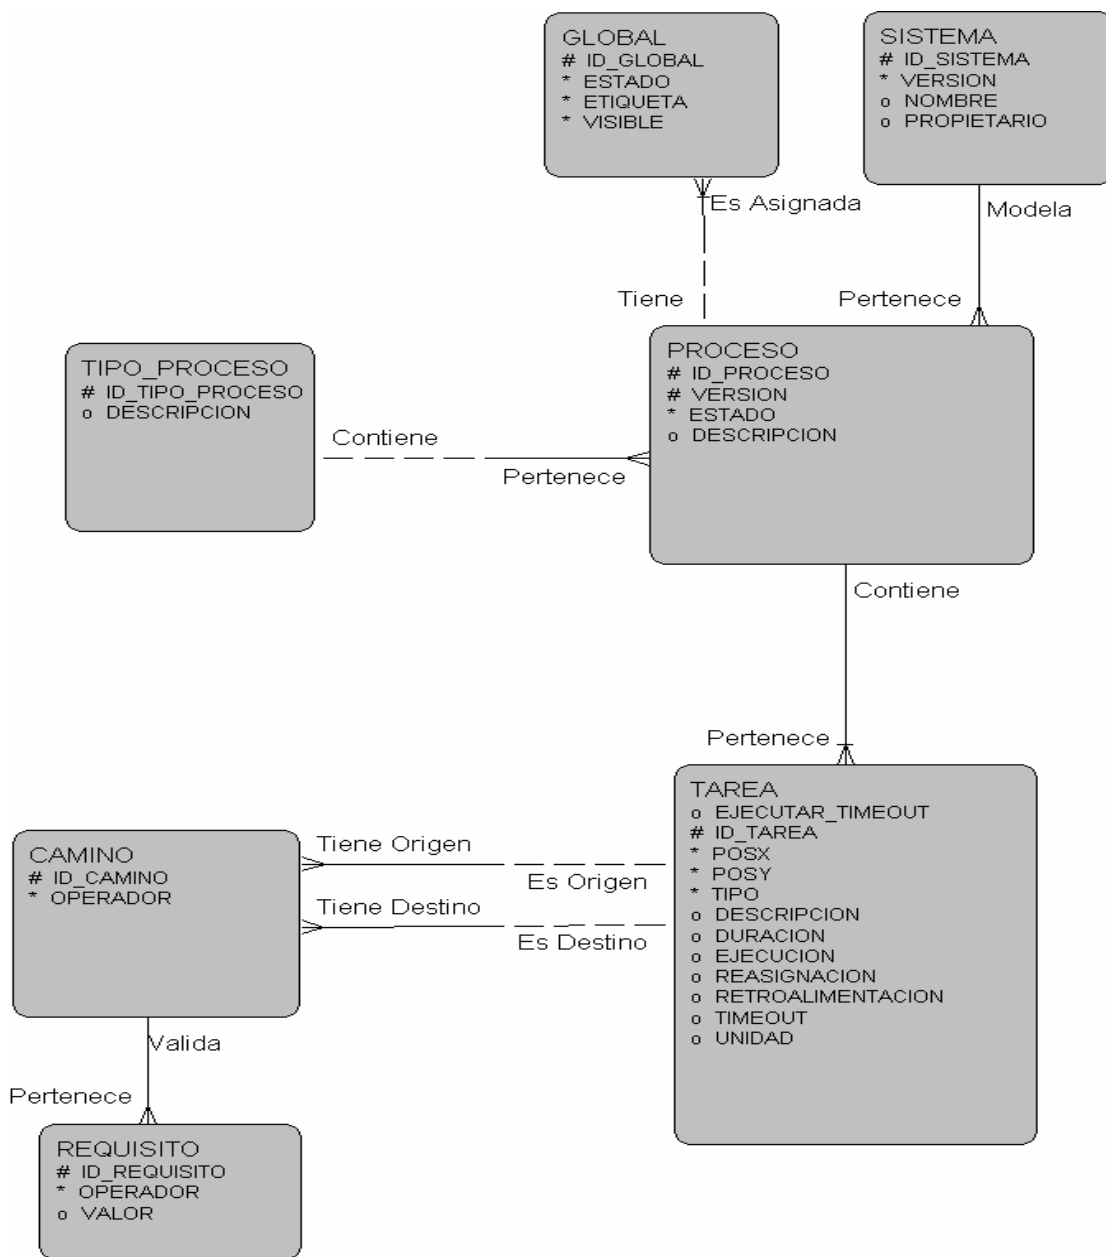 GLOBAL
# ID_GLOBAL
* ESTADO
* ETIQUETA
* VISIBLE
SISTEMA
# ID_SISTEMA
* VERSION
o NOMBRE
o PROPIETARIO
Es Asignada
Modela
Tiene
Pertenece
TIPO_PROCESO
# ID_TIPO_PROCESO
o DESCRIPCION
PROCESO
# ID_PROCESO
# VERSION
* ESTADO
o DESCRIPCION
Contiene
Pertenece
Contiene
Pertenece
TAREA
o EJECUTAR_TIMEOUT
# ID_TAREA
* POSX
* POSY
* TIPO
o DESCRIPCION
o DURACION
o EJECUCION
o REASIGNACION
o RETROALIMENTACION
o TIMEOUT
o UNIDAD
CAMINO
# ID_CAMINO
* OPERADOR
Tiene Origen
Es Origen
Tiene Destino
Es Destino
Valida
Pertenece
REQUISITO
# ID_REQUISITO
* OPERADOR
o VALOR